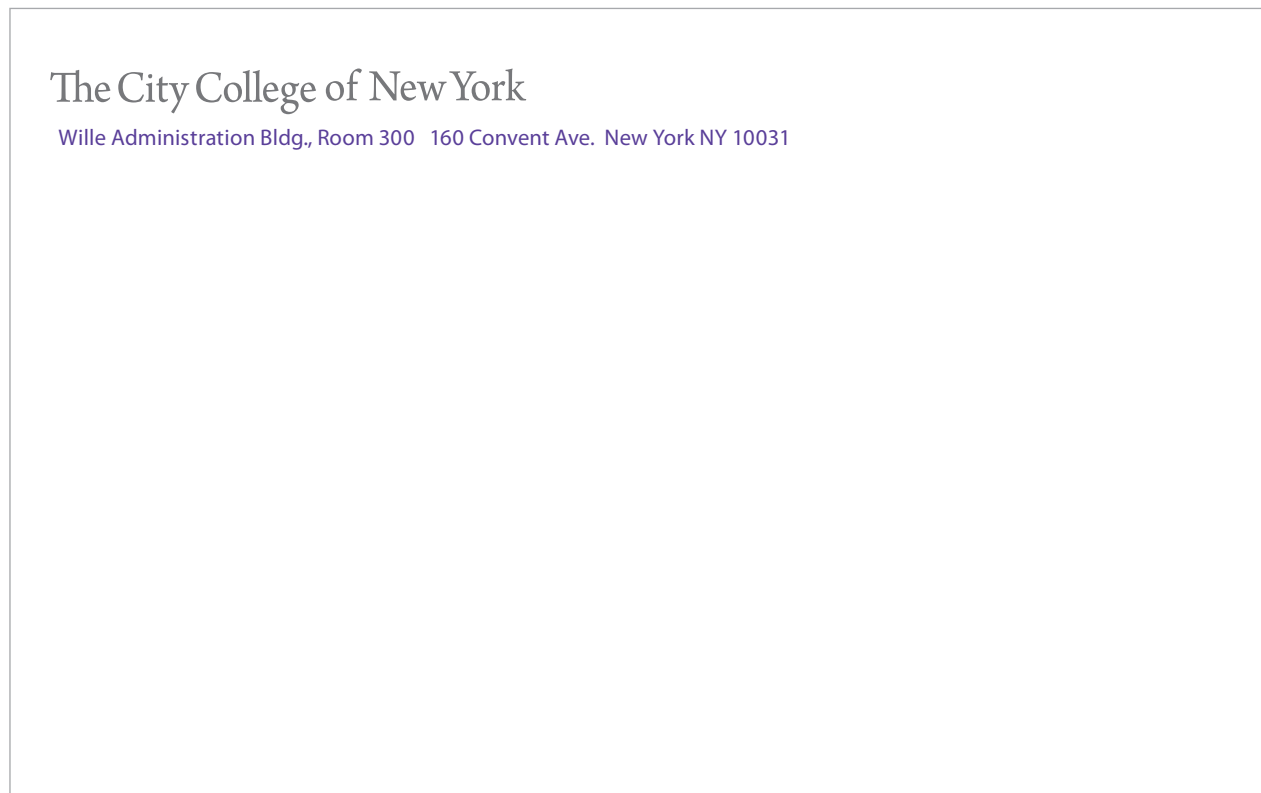 The City College of New York
Wille Administration Bldg., Room 300   160 Convent Ave.  New York NY 10031